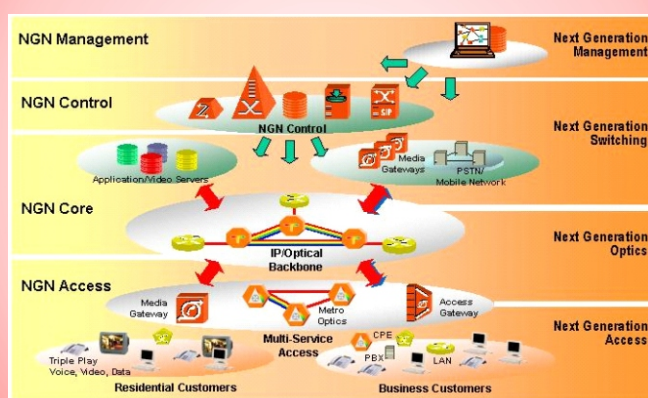 NGN Management
Next Generation
Management
NGN Control
SIP
NGN Control
Next Generation
Switching
Application/Video Servers
Media
Gateways
PSTN/
Mobile Network
NGN Core
IP/Optical
Backbone
Next Generation
Optics
NGN Access
Media
Gateway
Metro
Optics
Access
Gateway
Multi-Service
Access
Next Generation
Access
CPE
PBX
LAN
Triple Play
Voice, Video, Data
Residential Customers
Business Customers